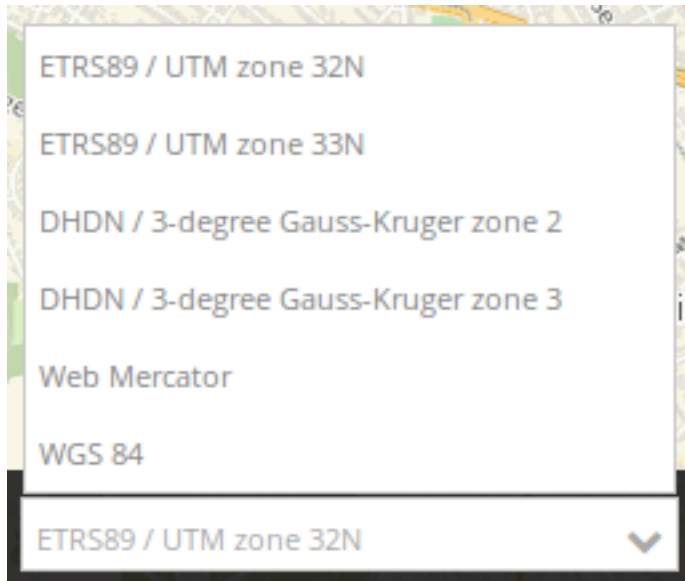 ETRS89 / UTM zone 32N
ETRS89 / UTM zone 33N
DHDN / 3-degree Gauss-Kruger zone 2
DHDN / 3-degree Gauss-Kruger zone 3
Web Mercator
WGS 84
ETRS89 / UTM zone 32N